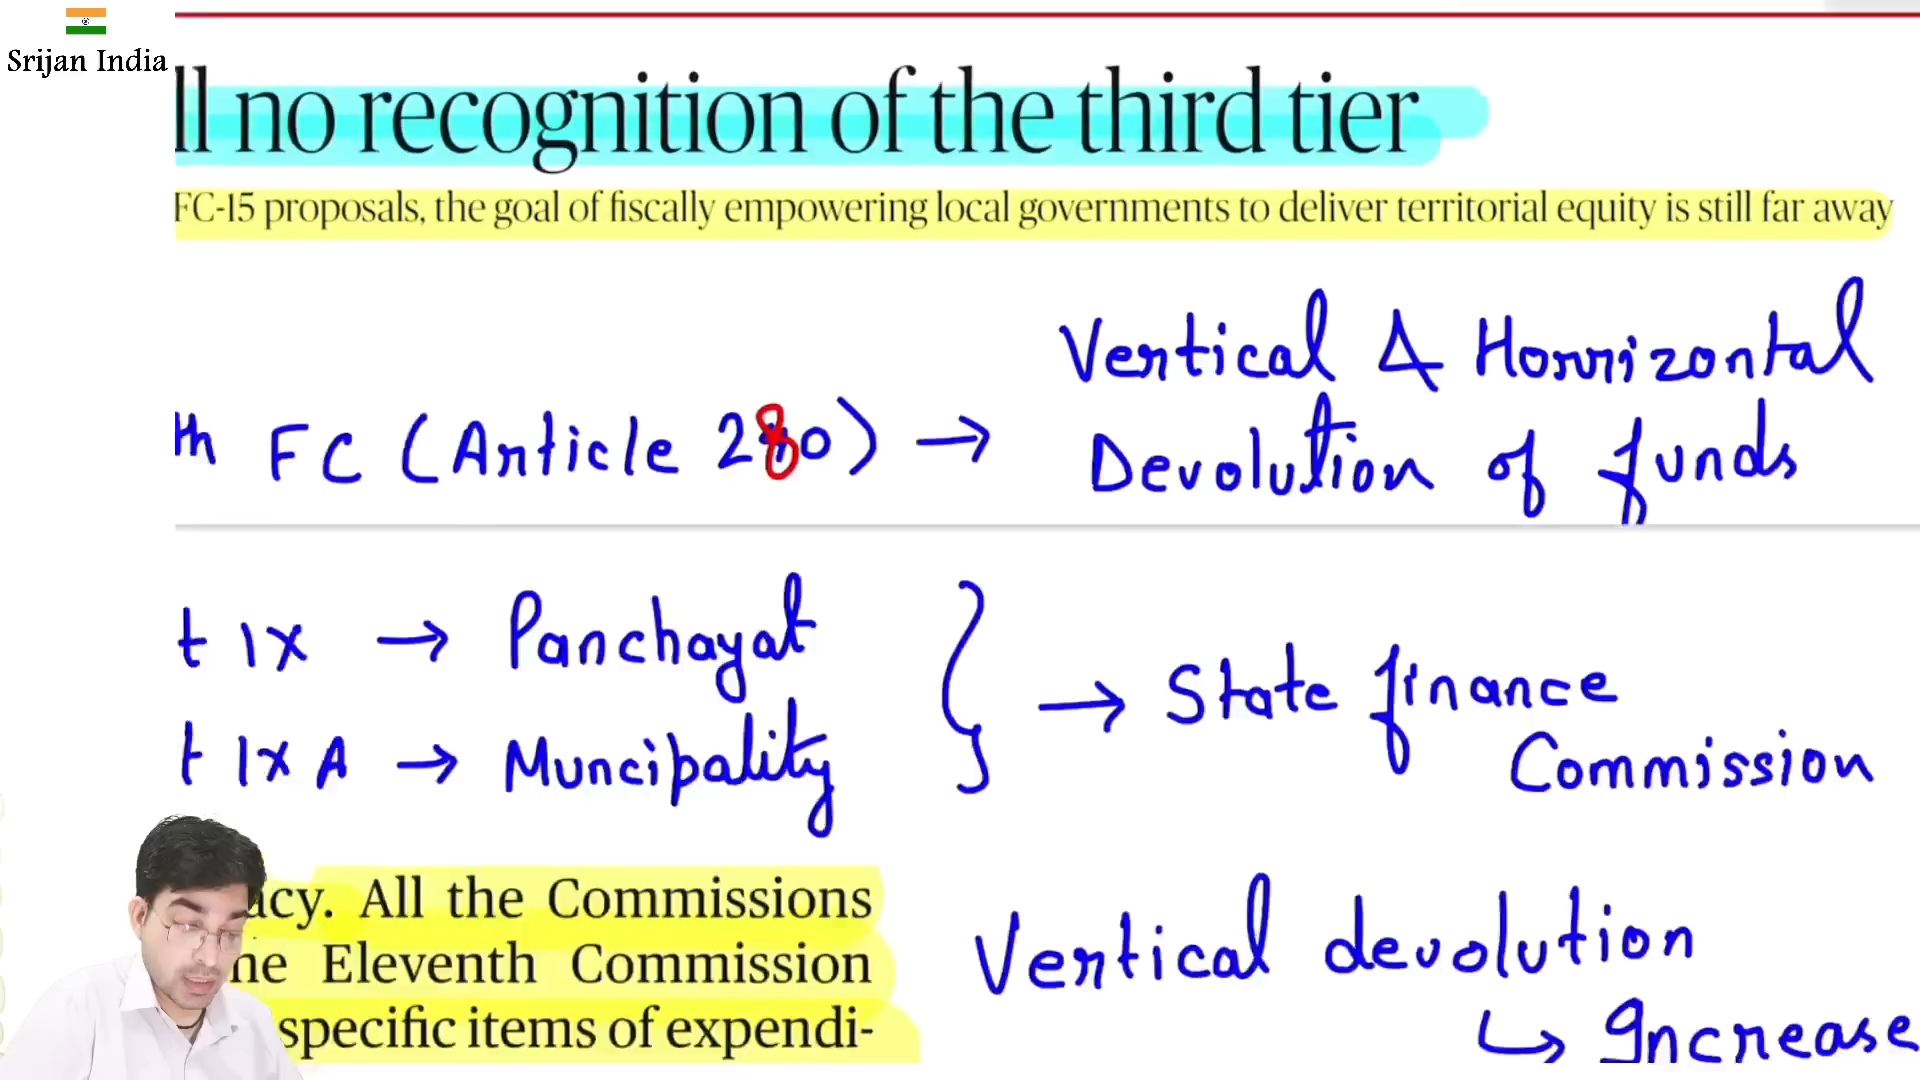 Srijan India
ll no recognition of the third tier
FC-15 proposals, the goal of fiscally empowering local governments to deliver territorial equity is still far away
Vertical & Horrizontal
th FC (Article 280) → Devolution of funds
t IX → Panchayat
→ State finance
t IX A → Muncipality
Commission
acy. All the Commissions
he Eleventh Commission
specific items of expendi-
Vertical devolution
↳ Increase